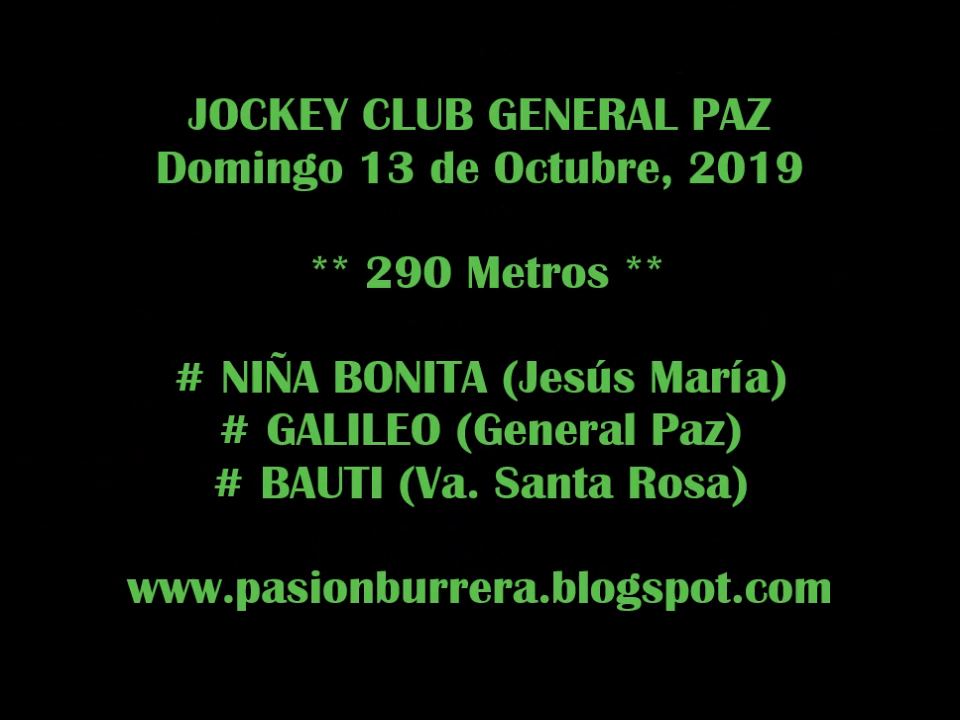 JOCKEY CLUB GENERAL PAZ
Domingo 13 de Octubre, 2019
** 290 Metros **
# NIÑA BONITA (Jesús María)
# GALILEO (General Paz)
# BAUTI (Va. Santa Rosa)
www.pasionburrera.blogspot.com